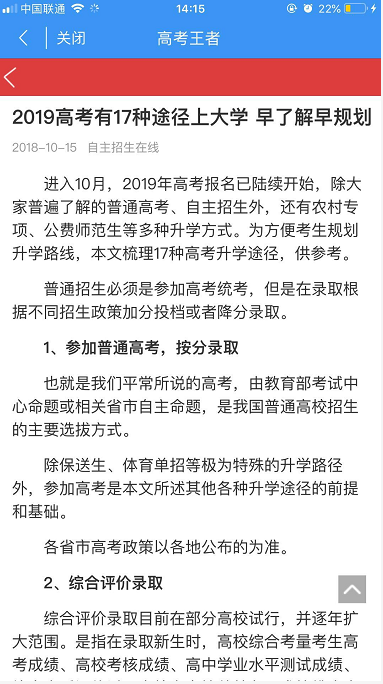 中国联通 14:15 22%
关闭 高考王者
2019高考有17种途径上大学 早了解早规划
2018-10-15 自主招生在线
进入10月，2019年高考报名已陆续开始，除大
家普遍了解的普通高考、自主招生外，还有农村专
项、公费师范生等多种升学方式。为方便考生规划
升学路线，本文梳理17种高考升学途径，供参考。
普通招生必须是参加高考统考，但是在录取根
据不同招生政策加分投档或者降分录取。
1、参加普通高考，按分录取
也就是我们平常所说的高考，由教育部考试中
心命题或相关省市自主命题，是我国普通高校招生
的主要选拔方式。
除保送生、体育单招等极为特殊的升学路径
外，参加高考是本文所述其他各种升学途径的前提
和基础。
各省市高考政策以各地公布的为准。
2、综合评价录取
综合评价录取目前在部分高校试行，并逐年扩
大范围。是指在录取新生时，高校综合考量考生高
考成绩、高校考核成绩、高中学业水平测试成绩、